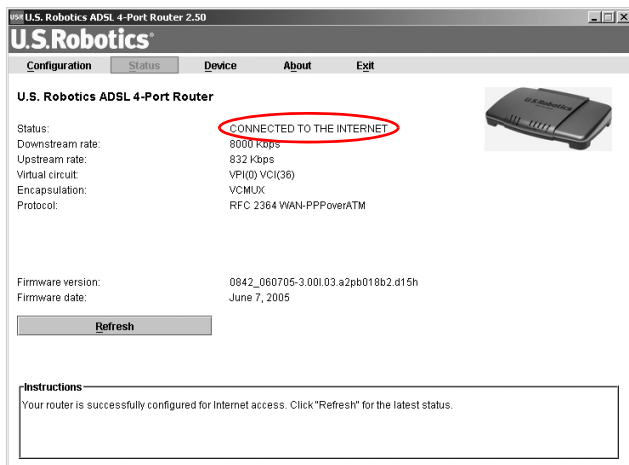 USR U.S. Robotics ADSL 4-Port Router 2.50
U.S.Robotics®
Configuration Status Device About Exit
U.S. Robotics ADSL 4-Port Router
U.S.Robotics
Status: CONNECTED TO THE INTERNET
Downstream rate: 8000 Kbps
Upstream rate: 832 Kbps
Virtual circuit: VPI(0) VCI(36)
Encapsulation: VCMUX
Protocol: RFC 2364 WAN-PPPoverATM
Firmware version: 0842_060705-3.00l.03.a2pb018b2.d15h
Firmware date: June 7, 2005
Refresh
Instructions
Your router is successfully configured for Internet access. Click "Refresh" for the latest status.